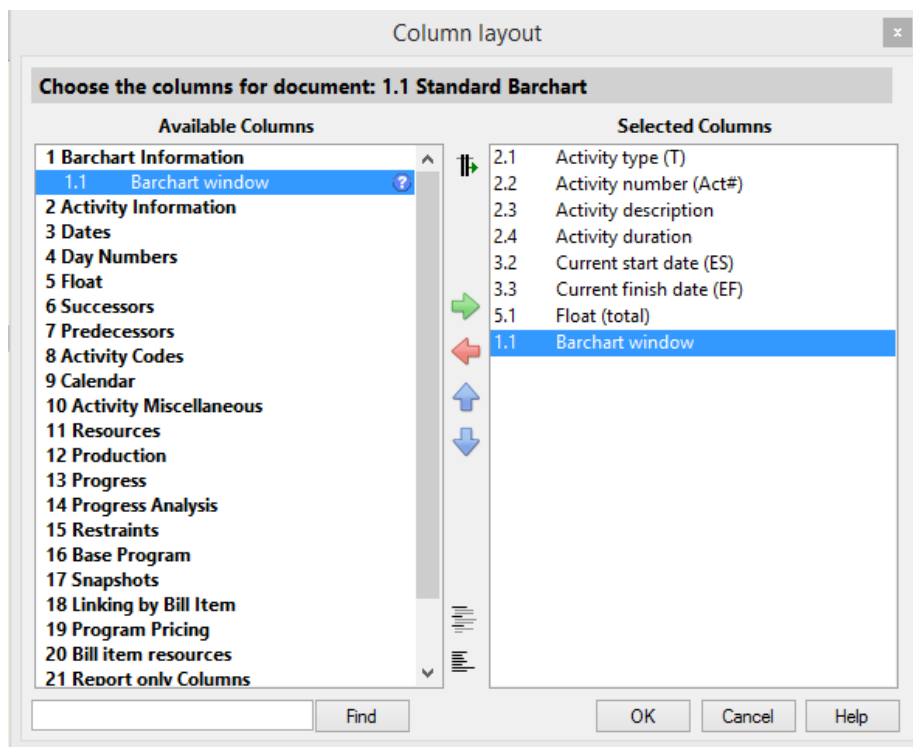 Column layout
x
Choose the columns for document: 1.1 Standard Barchart
Available Columns
1 Barchart Information
1.1 Barchart window ?
2 Activity Information
3 Dates
4 Day Numbers
5 Float
6 Successors
7 Predecessors
8 Activity Codes
9 Calendar
10 Activity Miscellaneous
11 Resources
12 Production
13 Progress
14 Progress Analysis
15 Restraints
16 Base Program
17 Snapshots
18 Linking by Bill Item
19 Program Pricing
20 Bill item resources
21 Report only Columns
Find
Selected Columns
2.1 Activity type (T)
2.2 Activity number (Act#)
2.3 Activity description
2.4 Activity duration
3.2 Current start date (ES)
3.3 Current finish date (EF)
5.1 Float (total)
1.1 Barchart window
OK Cancel Help